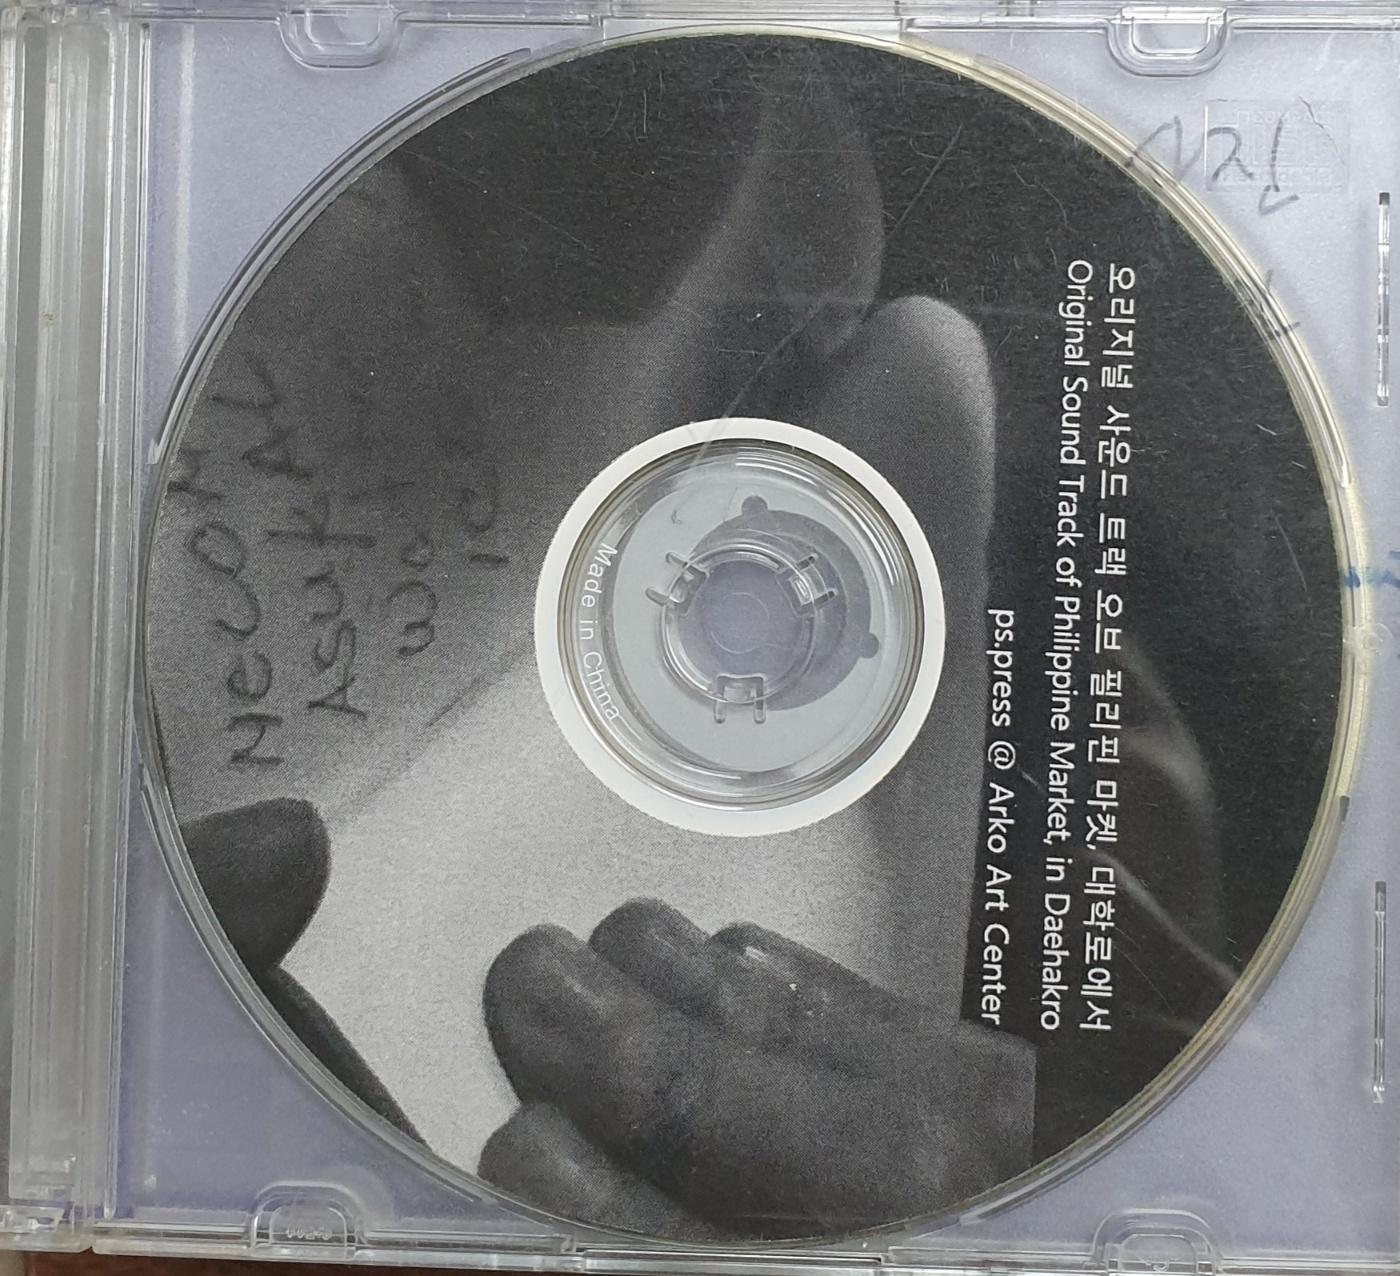 오리지널 사운드 트랙 오브 필리핀 마켓, 대학로에서
Original Sound Track of Philippine Market, in Daehakro
ps.press @ Arko Art Center
Made in China
ASukAL